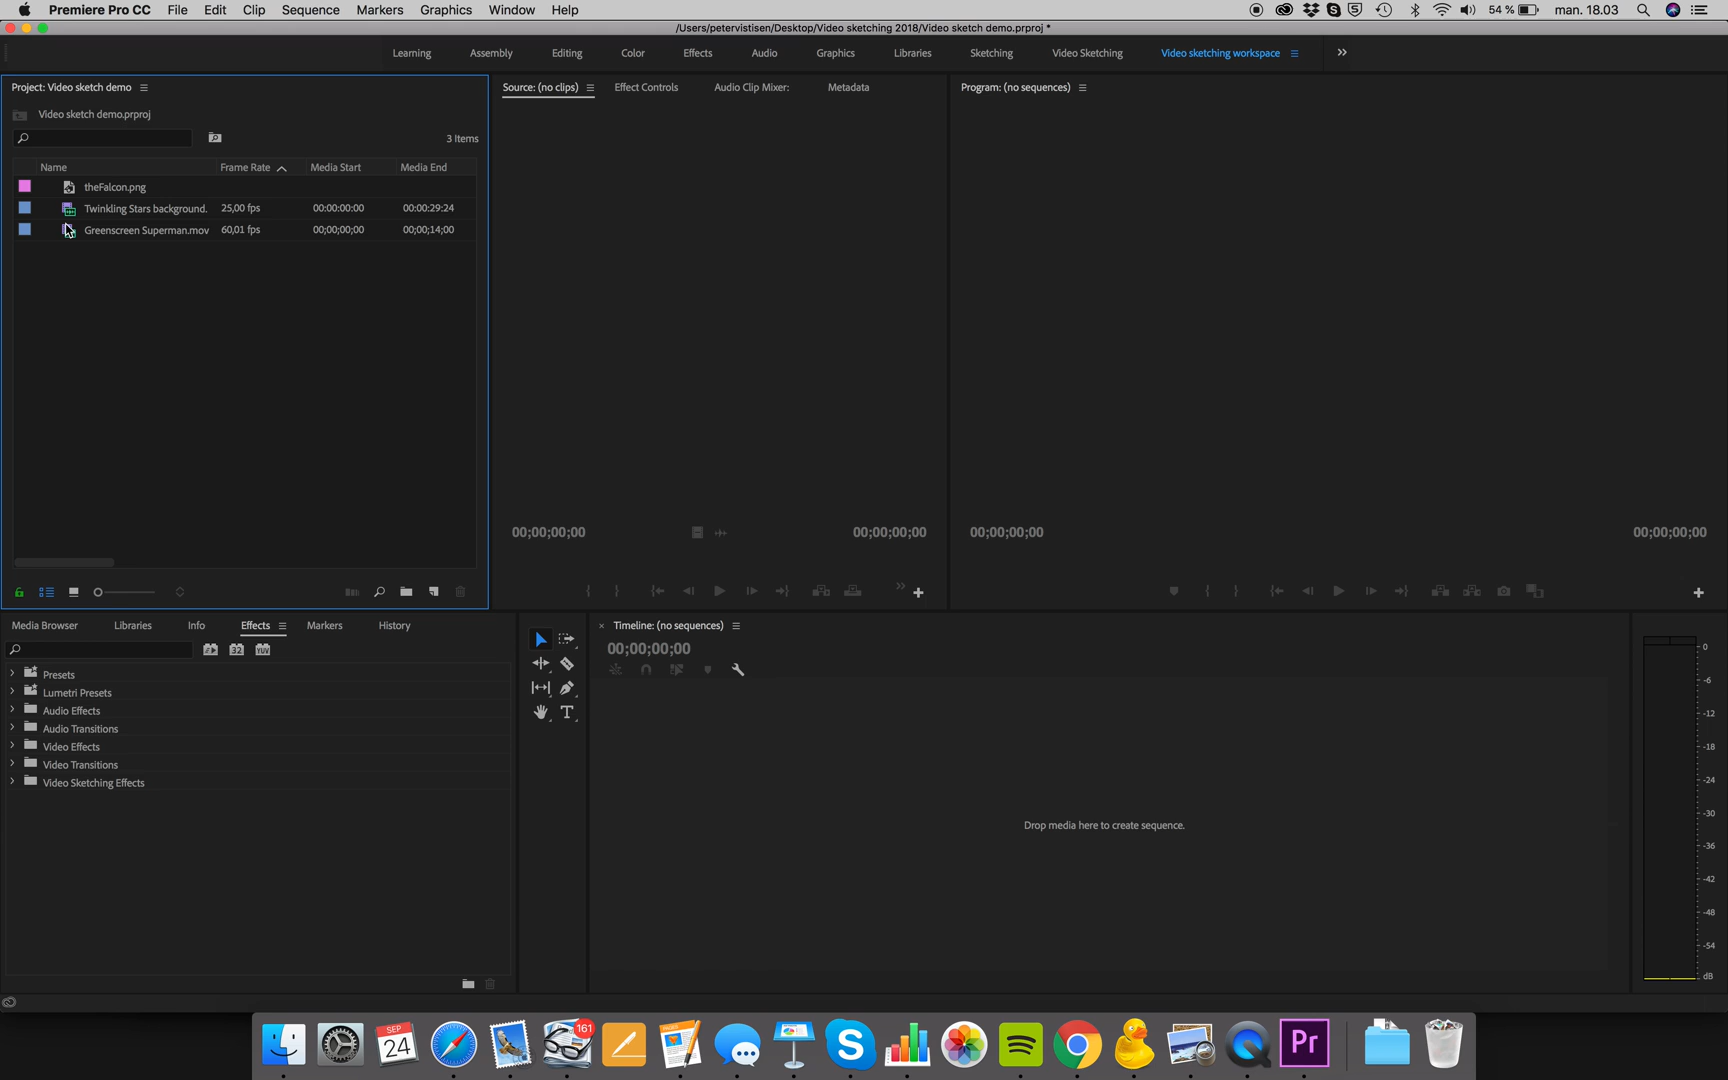 Premiere Pro CC File Edit Clip Sequence Markers Graphics Window Help 54 % man. 18.03
/Users/petervistisen/Desktop/Video sketching 2018/Video sketch demo.prproj *
Learning Assembly Editing Color Effects Audio Graphics Libraries Sketching Video Sketching Video sketching workspace
Project: Video sketch demo
Video sketch demo.prproj
3 Items
Name Frame Rate Media Start Media End
theFalcon.png
Twinkling Stars background. 25,00 fps 00:00:00:00 00:00:29:24
Greenscreen Superman.mov 60,01 fps 00;00;00;00 00;00;14;00
Source: (no clips) Effect Controls Audio Clip Mixer: Metadata
00;00;00;00 00;00;00;00
Program: (no sequences)
00;00;00;00 00;00;00;00
Media Browser Libraries Info Effects Markers History
32 YUV
Presets
Lumetri Presets
Audio Effects
Audio Transitions
Video Effects
Video Transitions
Video Sketching Effects
T
Timeline: (no sequences)
00;00;00;00
Drop media here to create sequence.
0
-6
-12
-18
-24
-30
-36
-42
-48
-54
dB
SEP
24
161
PAGES
Pr